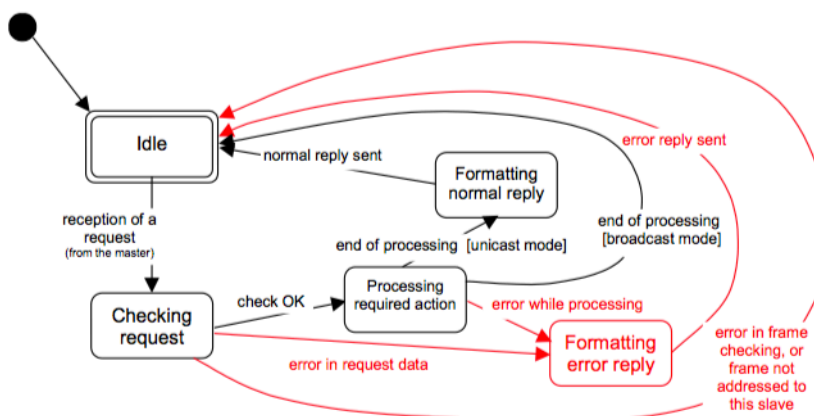 Idle
error reply sent
normal reply sent
Formatting
normal reply
reception of a
request
(from the master)
end of processing
[broadcast mode]
end of processing [unicast mode]
Processing
required action
check OK
Checking
request
error while processing
Formatting
error reply
error in request data
error in frame
checking, or
frame not
addressed to
this slave